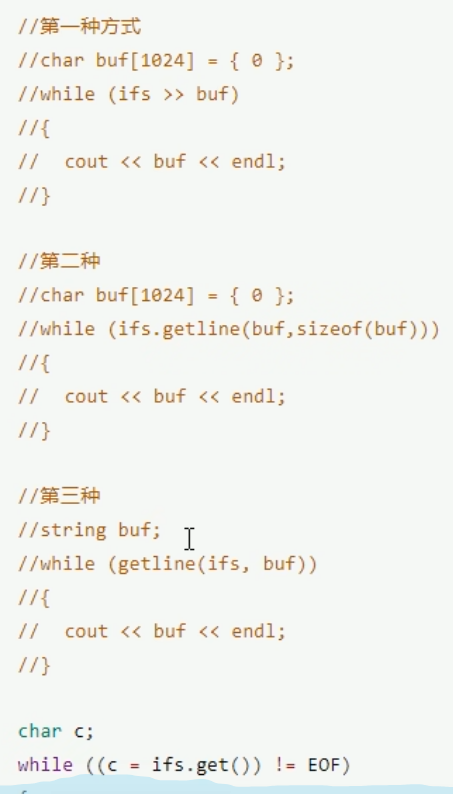 //第一种方式
//char buf[1024] = { 0 };
//while (ifs >> buf)
//{
//  cout << buf << endl;
//}
//第二种
//char buf[1024] = { 0 };
//while (ifs.getline(buf,sizeof(buf)))
//{
//  cout << buf << endl;
//}
//第三种
//string buf;
//while (getline(ifs, buf))
//{
//  cout << buf << endl;
//}
char c;
while ((c = ifs.get()) != EOF)